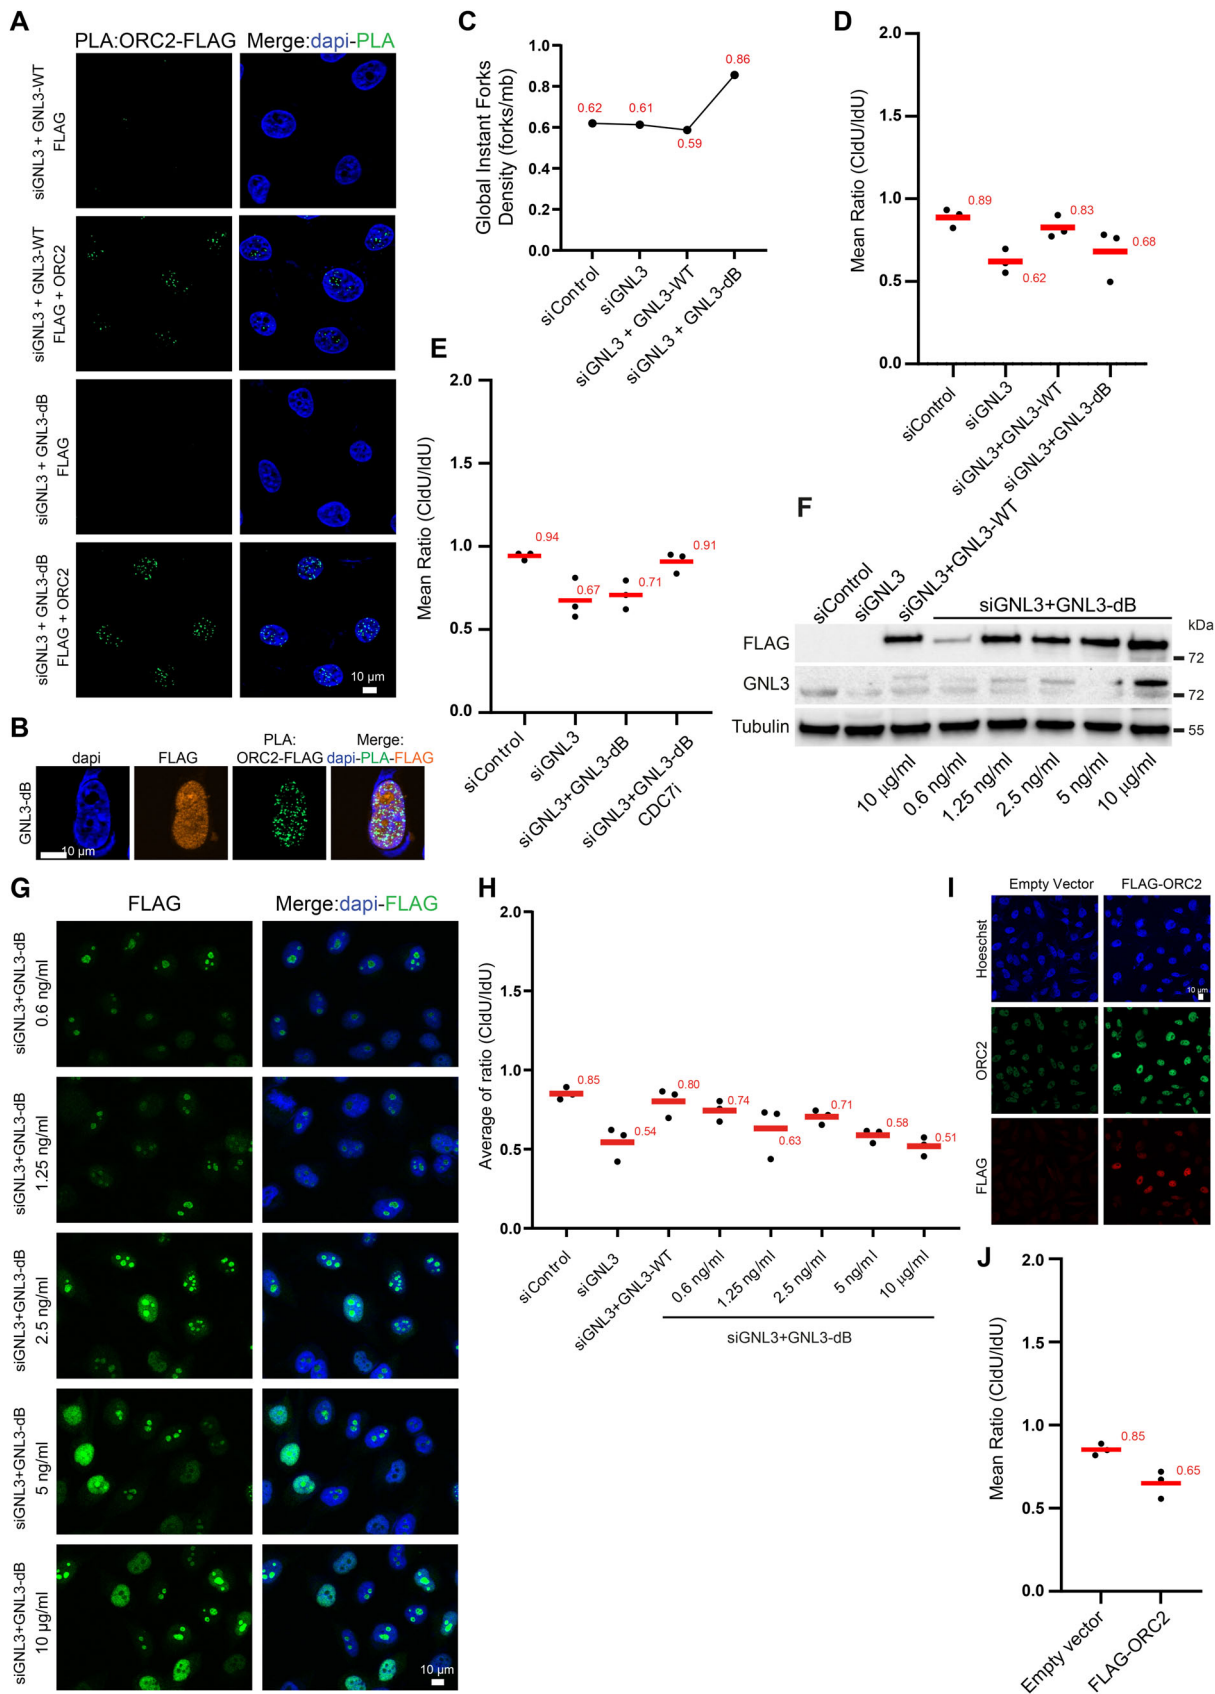 A
PLA:ORC2-FLAG
Merge:dapi-PLA
siGNL3 + GNL3-WT
FLAG
siGNL3 + GNL3-WT
FLAG + ORC2
siGNL3 + GNL3-dB
FLAG
siGNL3 + GNL3-dB
FLAG + ORC2
10 µm
B
dapi
FLAG
PLA:
ORC2-FLAG
Merge:
dapi-PLA-FLAG
GNL3-dB
10 µm
C
Global Instant Forks
Density (forks/mb)
1.0
0.8
0.6
0.4
0.2
0.0
0.62
0.61
0.59
0.86
siControl
siGNL3
siGNL3 + GNL3-WT
siGNL3 + GNL3-dB
D
Mean Ratio (CldU/IdU)
2.0
1.5
1.0
0.5
0.0
0.89
0.62
0.83
0.68
siControl
siGNL3
siGNL3+GNL3-WT
siGNL3+GNL3-dB
E
Mean Ratio (CldU/IdU)
2.0
1.5
1.0
0.5
0.0
0.94
0.67
0.71
0.91
siControl
siGNL3
siGNL3+GNL3-dB
siGNL3+GNL3-dB
CDC7i
F
siControl
siGNL3
siGNL3+GNL3-WT
siGNL3+GNL3-dB
kDa
FLAG
72
GNL3
72
Tubulin
55
10 µg/ml
0.6 ng/ml
1.25 ng/ml
2.5 ng/ml
5 ng/ml
10 µg/ml
G
FLAG
Merge:dapi-FLAG
siGNL3+GNL3-dB
0.6 ng/ml
siGNL3+GNL3-dB
1.25 ng/ml
siGNL3+GNL3-dB
2.5 ng/ml
siGNL3+GNL3-dB
5 ng/ml
siGNL3+GNL3-dB
10 µg/ml
10 µm
H
Average of ratio (CldU/IdU)
2.0
1.5
1.0
0.5
0.0
0.85
0.54
0.80
0.74
0.63
0.71
0.58
0.51
siControl
siGNL3
siGNL3+GNL3-WT
0.6 ng/ml
1.25 ng/ml
2.5 ng/ml
5 ng/ml
10 µg/ml
siGNL3+GNL3-dB
I
Empty Vector
FLAG-ORC2
Hoeschst
10 µm
ORC2
FLAG
J
Mean Ratio (CldU/IdU)
2.0
1.5
1.0
0.5
0.0
0.85
0.65
Empty vector
FLAG-ORC2